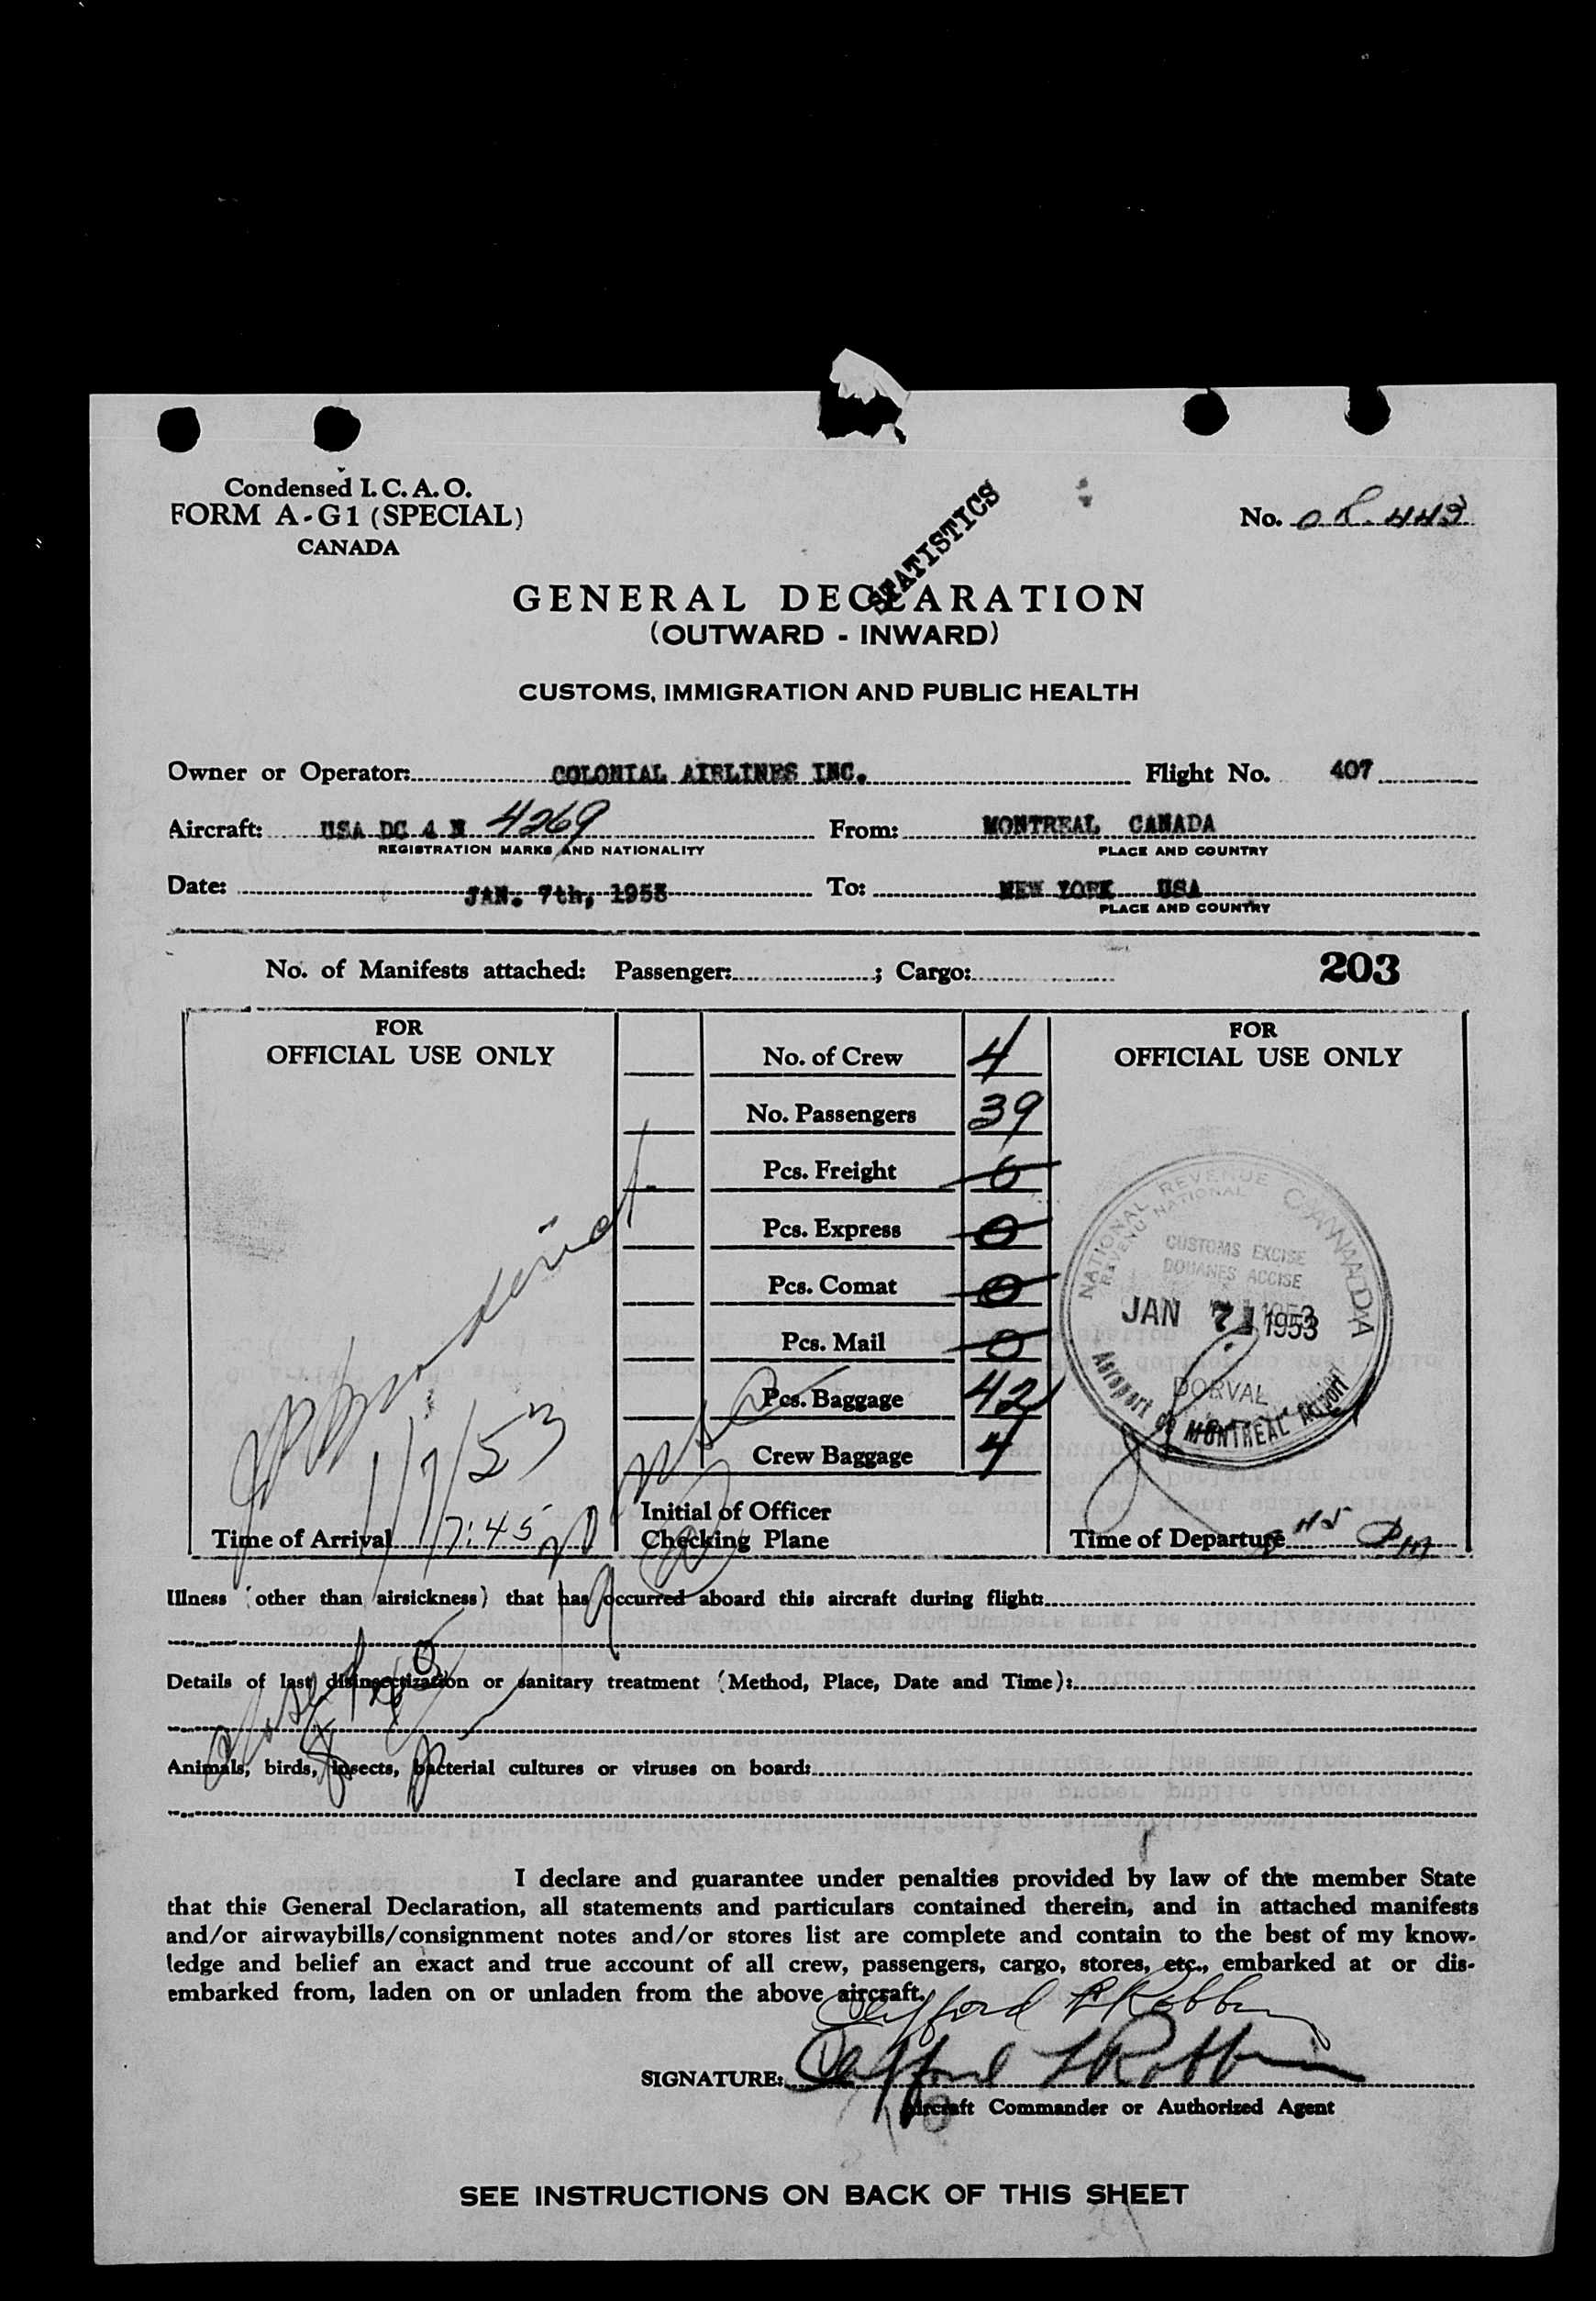 Condensed I. C. A. O.
FORM A-G1 (SPECIAL)
CANADA
STATISTICS
No. 443
GENERAL DECLARATION
(OUTWARD - INWARD)
CUSTOMS, IMMIGRATION AND PUBLIC HEALTH
Owner or Operator: COLONIAL AIRLINES INC. Flight No. 407
Aircraft: USA DC 4 N 4269 From: MONTREAL CANADA
REGISTRATION MARKS AND NATIONALITY PLACE AND COUNTRY
Date: JAN. 7th, 1953 To: NEW YORK USA
PLACE AND COUNTRY
No. of Manifests attached: Passenger: ; Cargo: 203
FOR
OFFICIAL USE ONLY
1/7/53
Time of Arrival 7:45
No. of Crew 4
No. Passengers 39
Pcs. Freight 0
Pcs. Express 0
Pcs. Comat 0
Pcs. Mail 0
Pcs. Baggage 42
Crew Baggage 4
Initial of Officer
Checking Plane
FOR
OFFICIAL USE ONLY
NATIONAL REVENUE CANADA
REVENU NATIONAL
CUSTOMS EXCISE
DOUANES ACCISE
JAN 7 1953
DORVAL
Aeroport de MONTREAL Airport
Time of Departure
Illness (other than airsickness) that has occurred aboard this aircraft during flight:
Details of last disinsectization or sanitary treatment (Method, Place, Date and Time):
Animals, birds, insects, bacterial cultures or viruses on board:
I declare and guarantee under penalties provided by law of the member State
that this General Declaration, all statements and particulars contained therein, and in attached manifests
and/or airwaybills/consignment notes and/or stores list are complete and contain to the best of my know-
ledge and belief an exact and true account of all crew, passengers, cargo, stores, etc., embarked at or dis-
embarked from, laden on or unladen from the above aircraft.
SIGNATURE:
Aircraft Commander or Authorized Agent
SEE INSTRUCTIONS ON BACK OF THIS SHEET